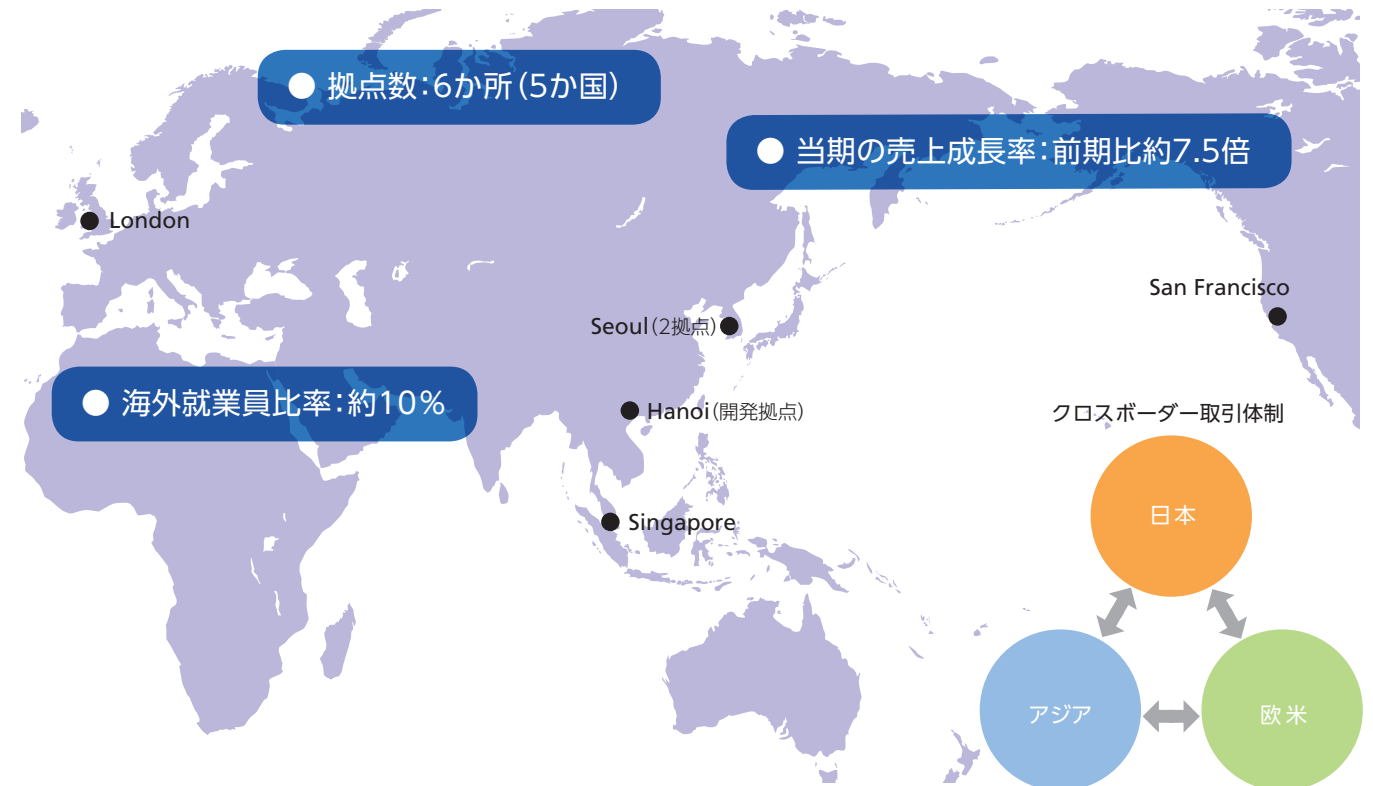 ● 拠点数：6か所（5か国）
● 当期の売上成長率：前期比約7.5倍
London
San Francisco
Seoul（2拠点）
● 海外就業員比率：約10％
Hanoi（開発拠点）
クロスボーダー取引体制
日本
Singapore
アジア
欧米